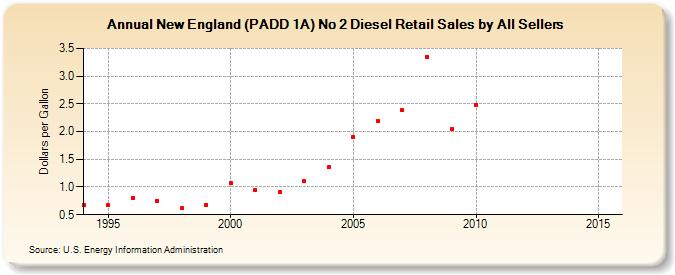 Annual New England (PADD 1A) No 2 Diesel Retail Sales by All Sellers
Dollars per Gallon
3.5
3.0
2.5
2.0
1.5
1.0
0.5
1995 2000 2005 2010 2015
Source: U.S. Energy Information Administration